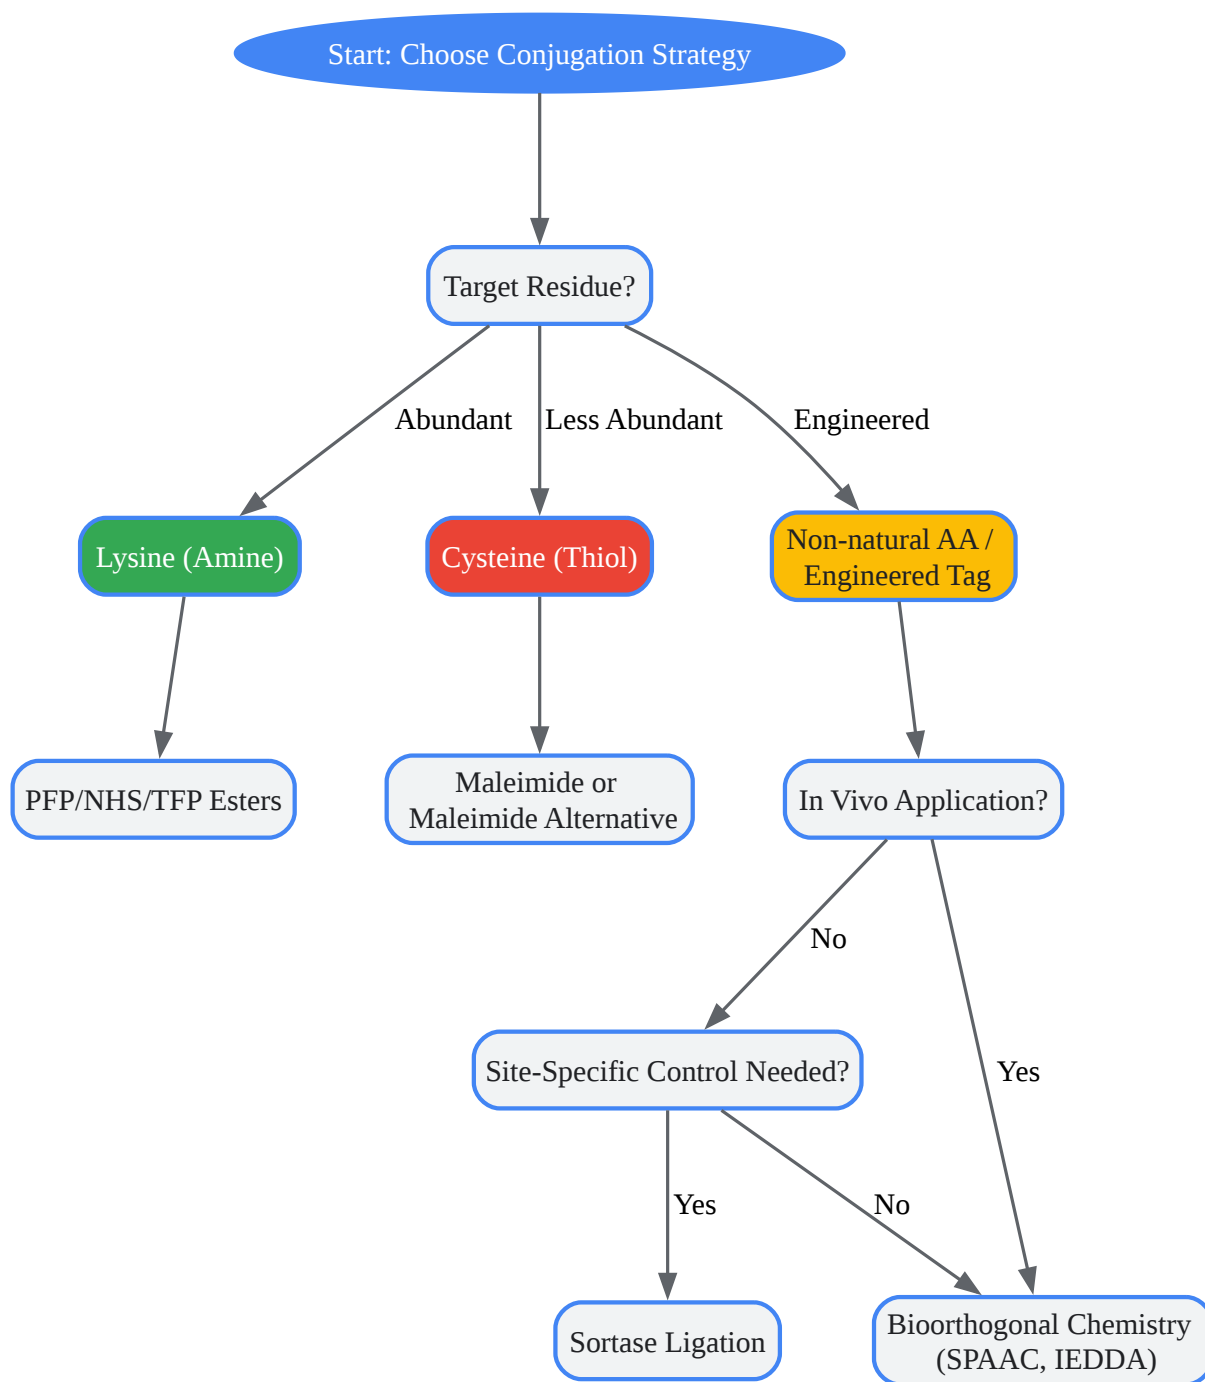 Start: Choose Conjugation Strategy
Target Residue?
Abundant
Less Abundant
Engineered
Lysine (Amine)
Cysteine (Thiol)
Non-natural AA /
Engineered Tag
PFP/NHS/TFP Esters
Maleimide or
Maleimide Alternative
In Vivo Application?
No
Yes
Site-Specific Control Needed?
Yes
No
Sortase Ligation
Bioorthogonal Chemistry
(SPAAC, IEDDA)